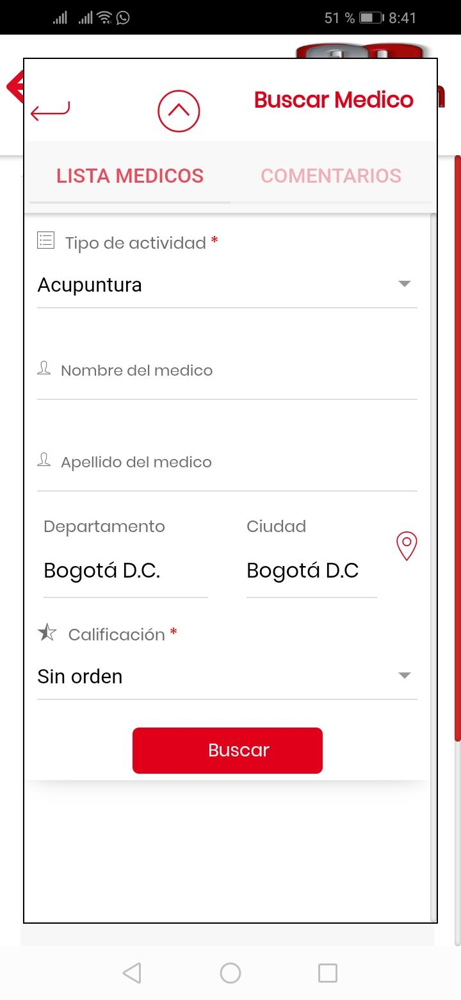 51 % 8:41
Buscar Medico
LISTA MEDICOS COMENTARIOS
Tipo de actividad *
Acupuntura
Nombre del medico
Apellido del medico
Departamento Ciudad
Bogotá D.C. Bogotá D.C
Calificación *
Sin orden
Buscar